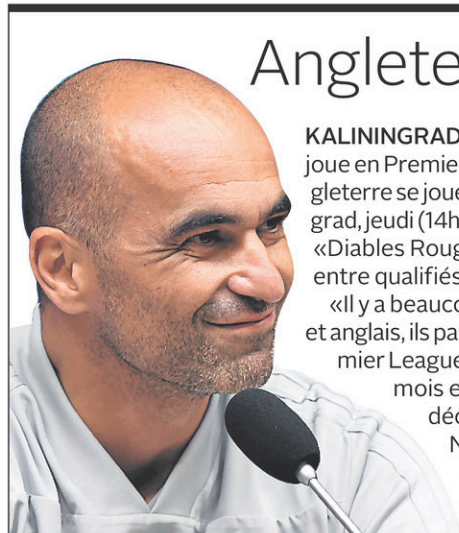 Anglete
KALININGRAD
joue en Premie
gleterre se joue
grad, jeudi (14h
«Diables Roug
entre qualifiés
«Il y a beauco
et anglais, ils pa
mier League
mois e
déc
N